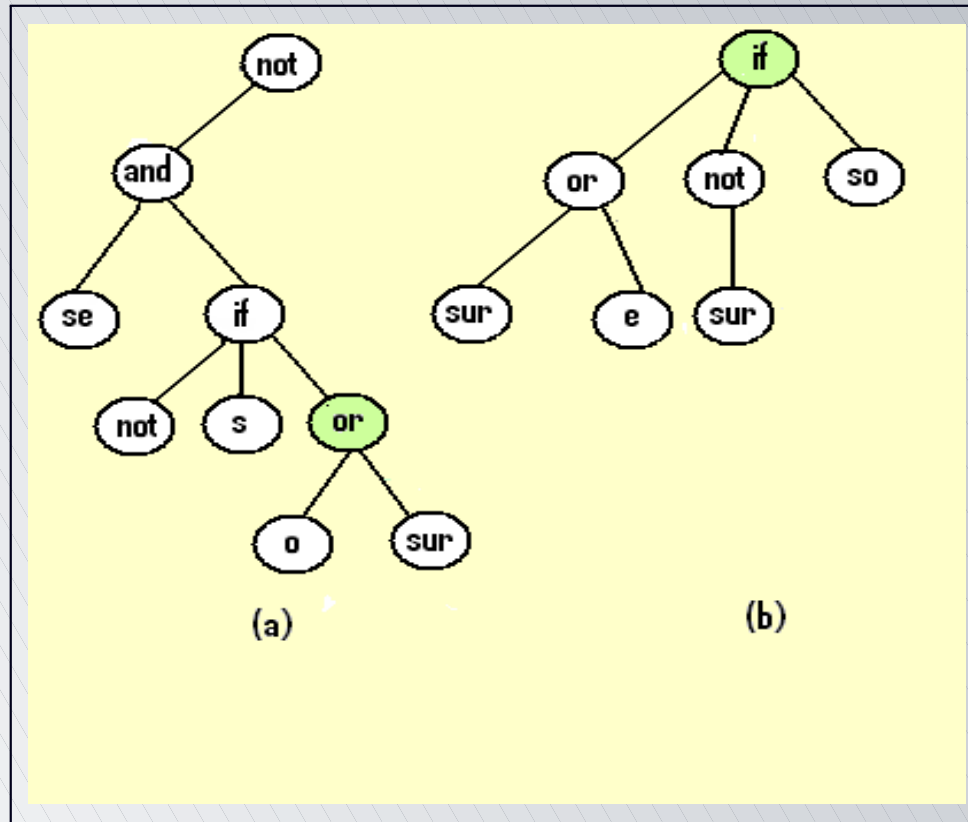 not if
and or not so
se if sur e sur
not s or
o sur
(a) (b)